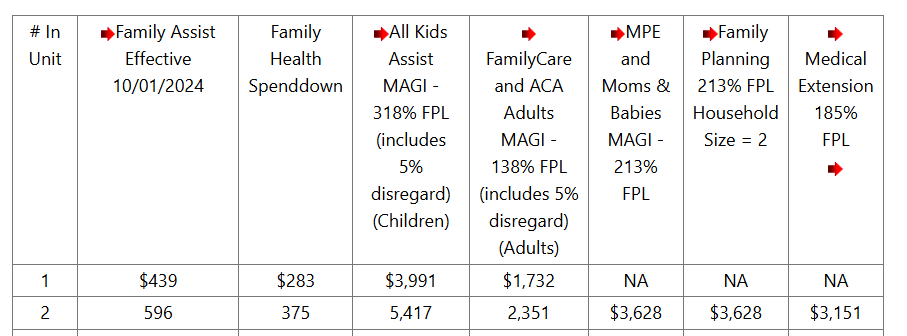 # In
Unit
Family Assist
Effective
10/01/2024
Family
Health
Spenddown
All Kids
Assist
MAGI -
318% FPL
(includes
5%
disregard)
(Children)
FamilyCare
and ACA
Adults
MAGI -
138% FPL
(includes 5%
disregard)
(Adults)
MPE
and
Moms &
Babies
MAGI -
213%
FPL
Family
Planning
213% FPL
Household
Size = 2
Medical
Extension
185%
FPL
1 $439 $283 $3,991 $1,732 NA NA NA
2 596 375 5,417 2,351 $3,628 $3,628 $3,151